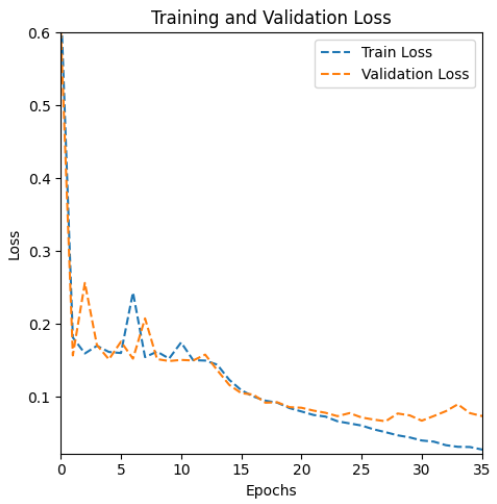 Training and Validation Loss
Train Loss
Validation Loss
0.6
0.5
0.4
0.3
0.2
0.1
Loss
0 5 10 15 20 25 30 35
Epochs